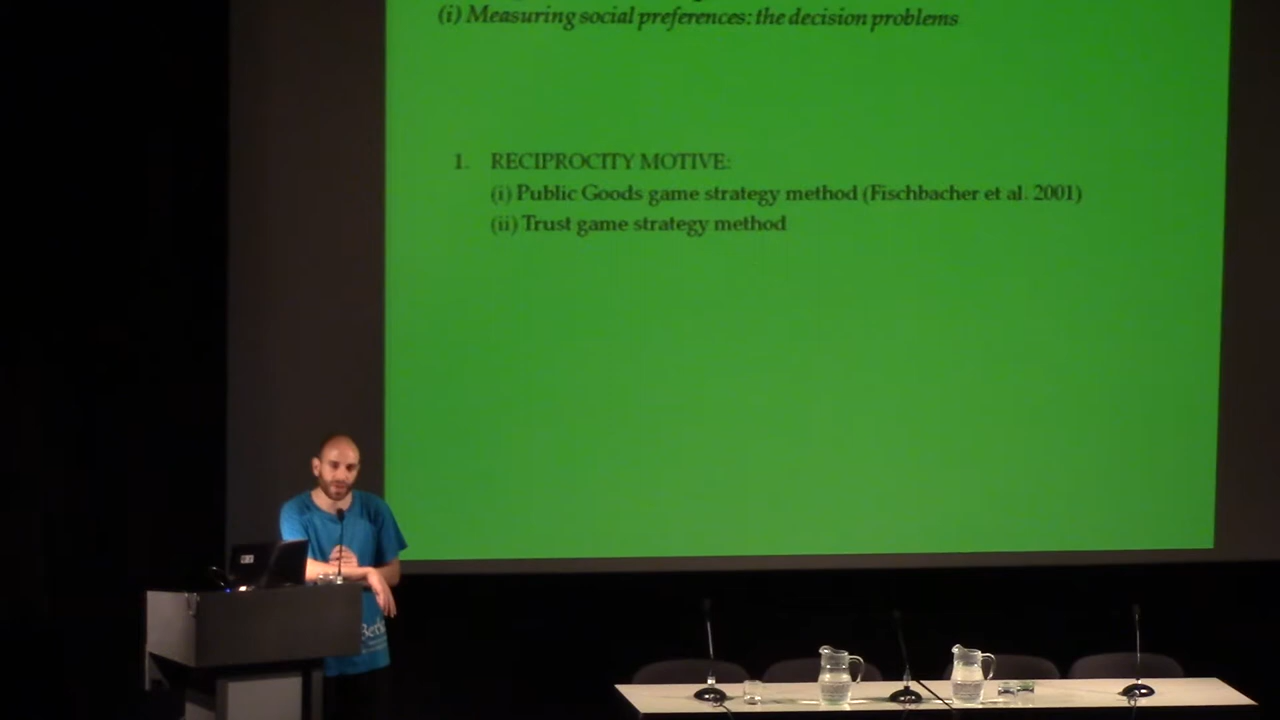 (i) Measuring social preferences: the decision problems
1. RECIPROCITY MOTIVE:
(i) Public Goods game strategy method (Fischbacher et al. 2001)
(ii) Trust game strategy method